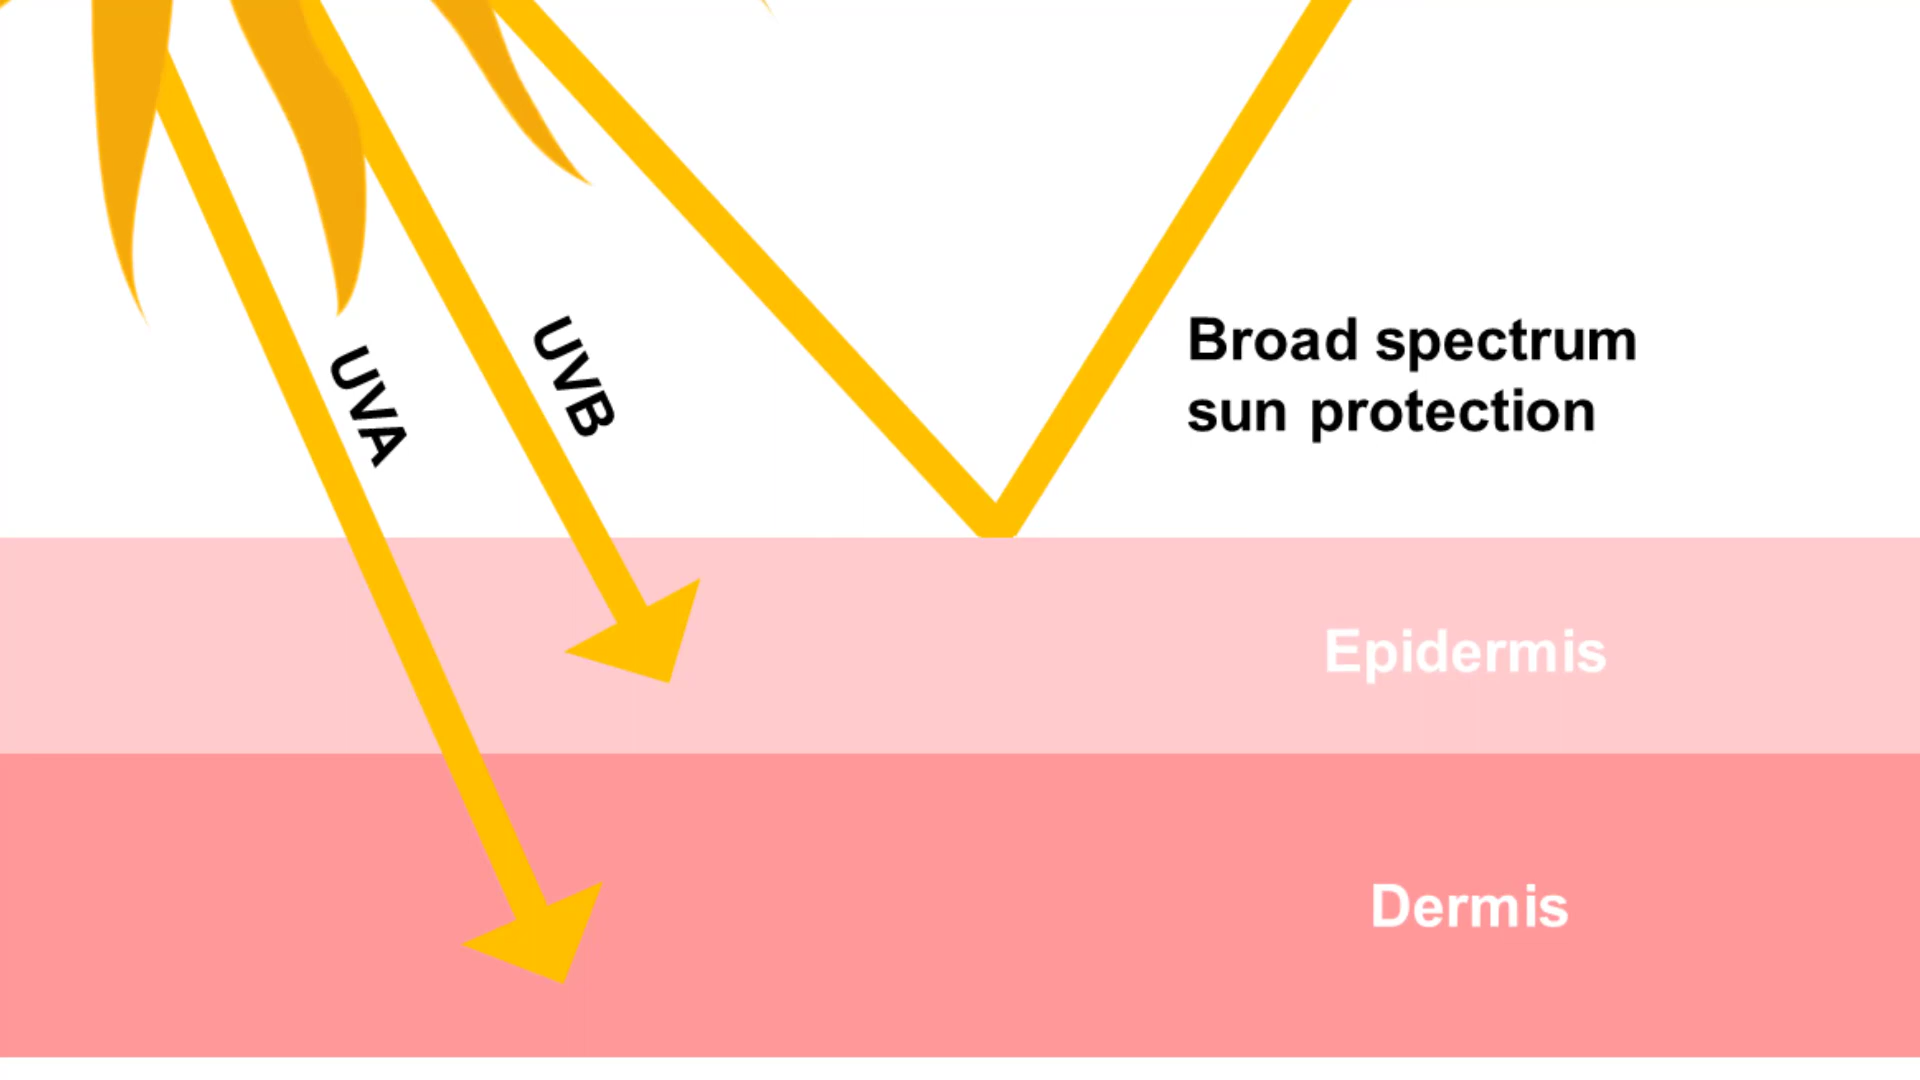 UVA
UVB
Broad spectrum
sun protection
Epidermis
Dermis